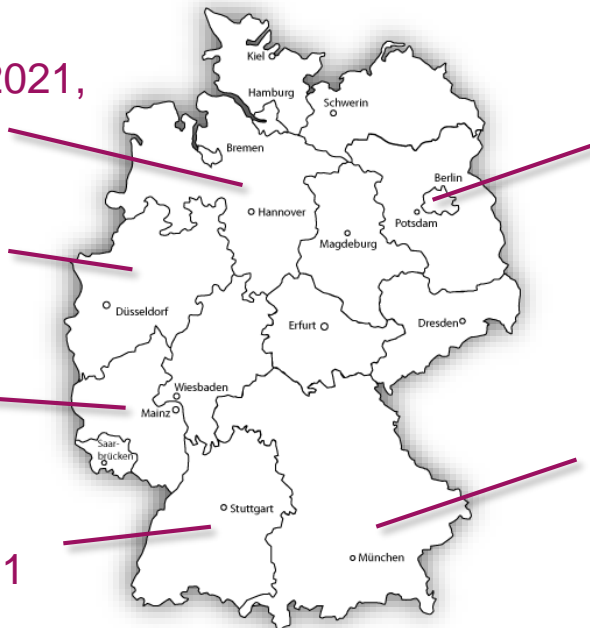 Kiel
2021,
Hamburg
Schwerin
Bremen
Berlin
Hannover
Potsdam
Magdeburg
Düsseldorf
Erfurt
Dresden
Wiesbaden
Mainz
Saar-
brücken
Stuttgart
München
1